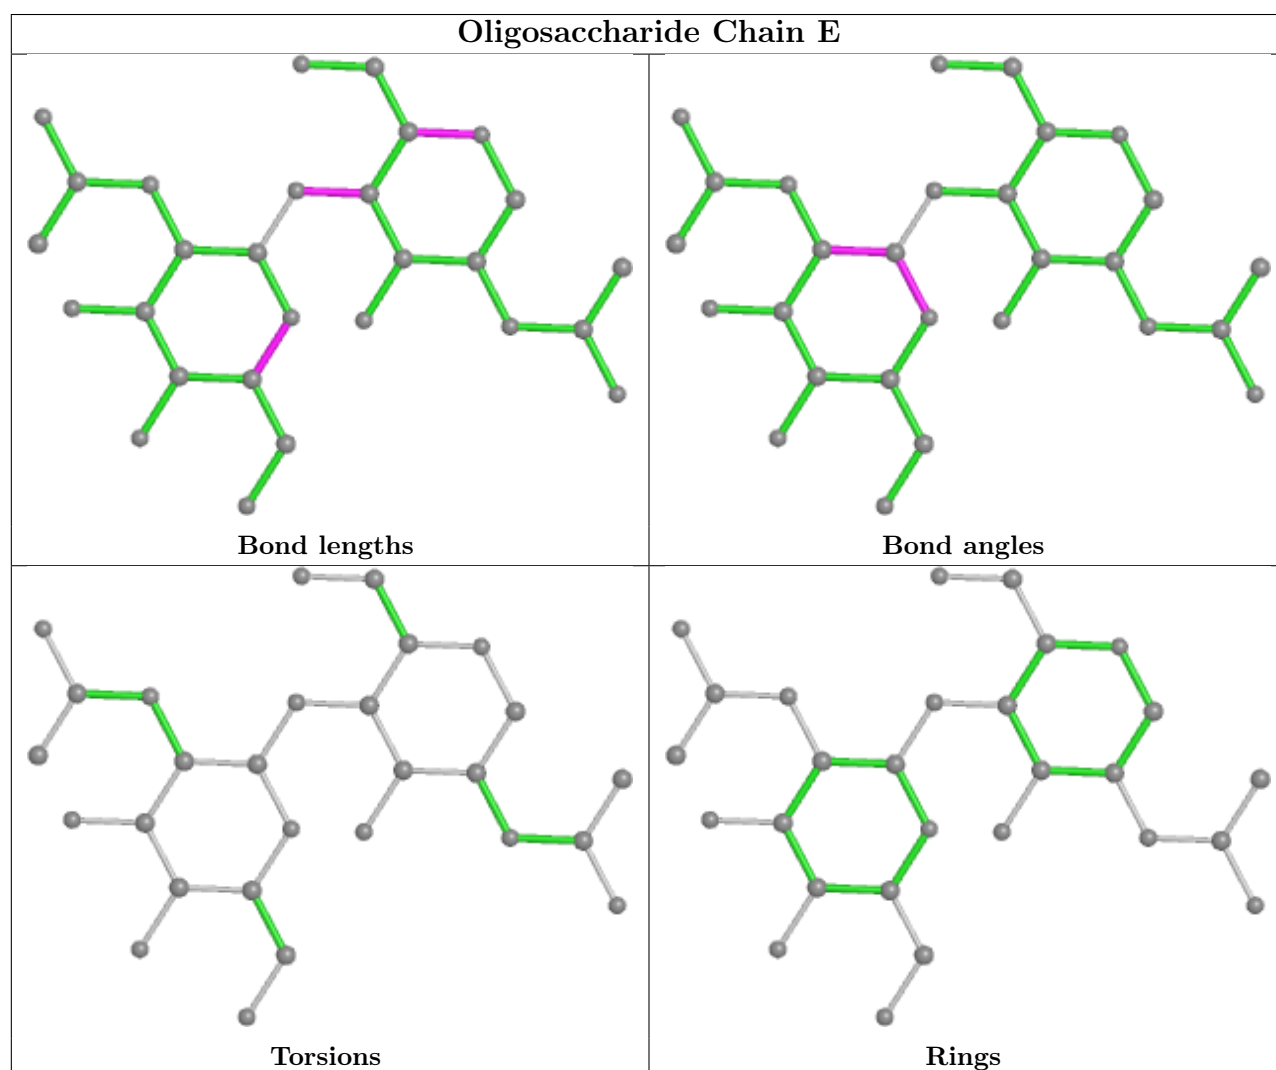 Oligosaccharide Chain E
Bond lengths
Bond angles
Torsions
Rings